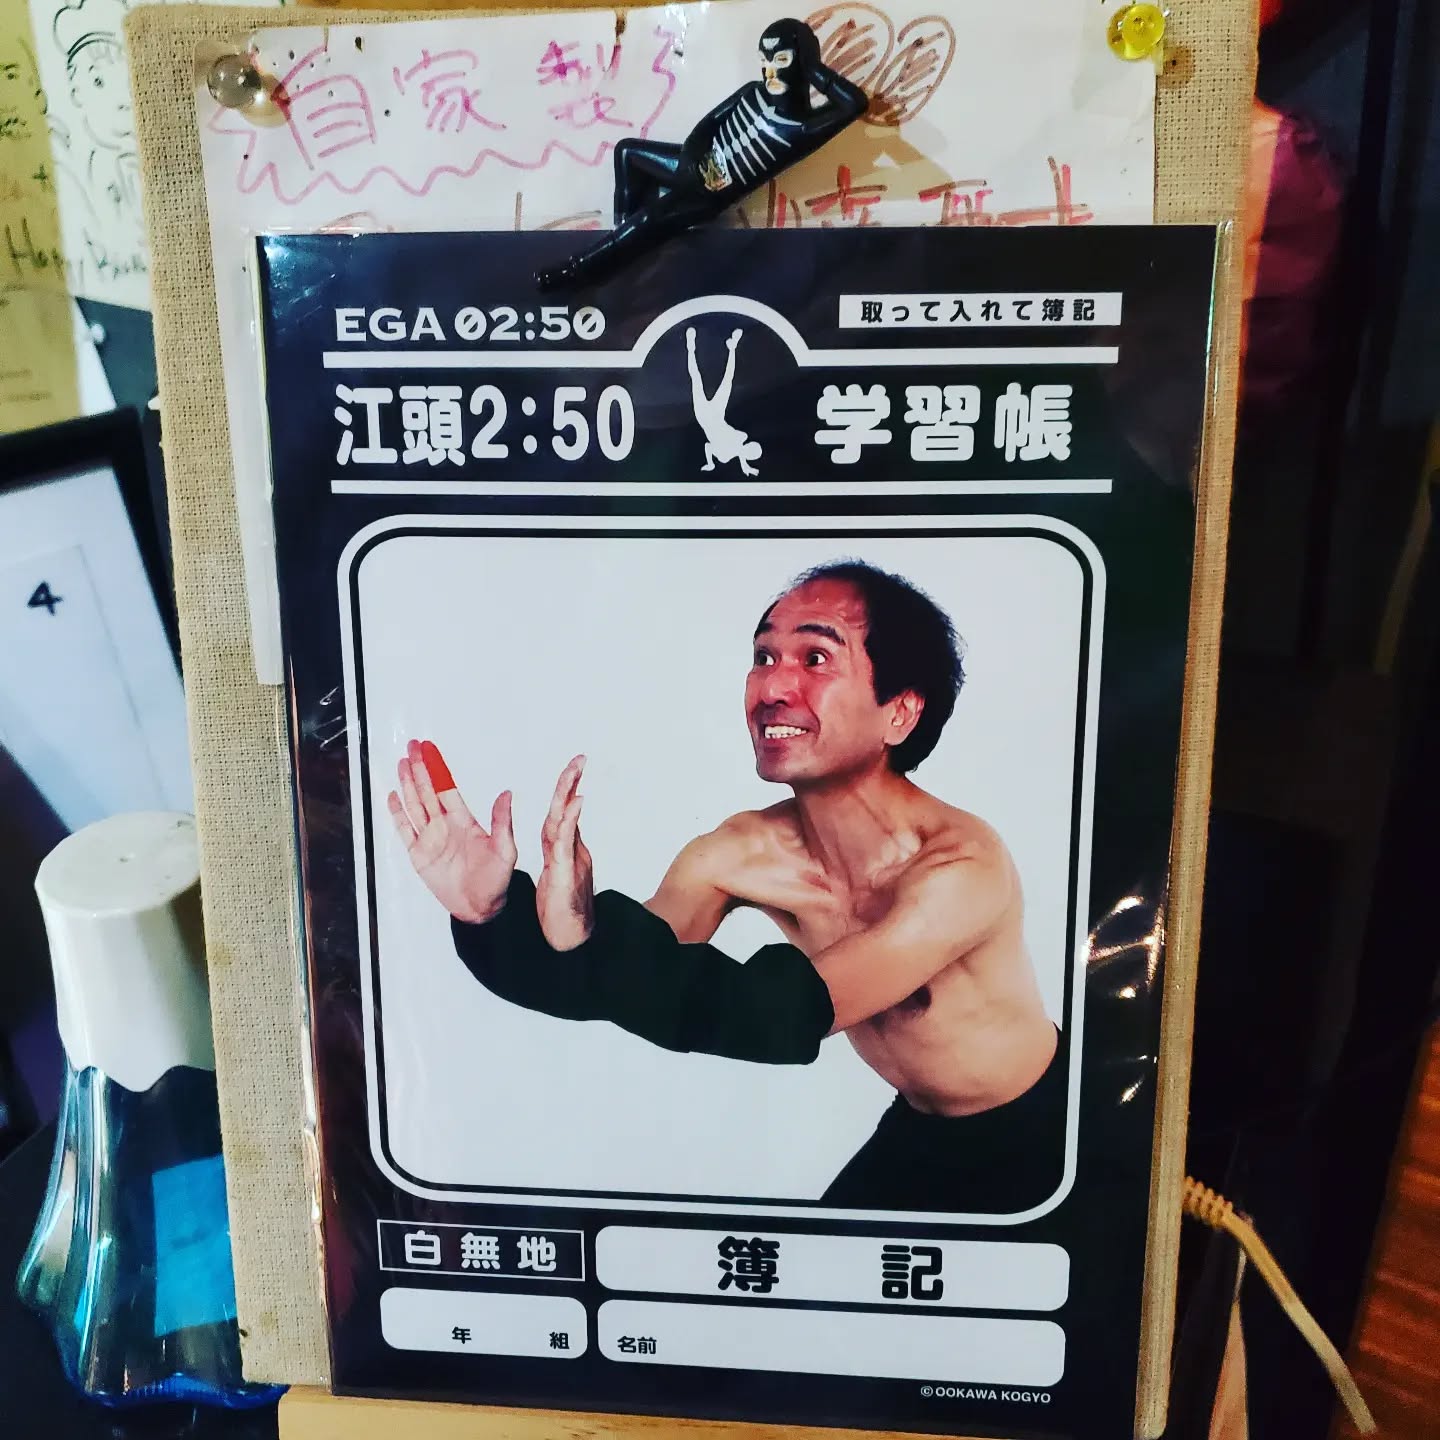 自家製
EGA 02:50
取って入れて簿記
江頭2:50 学習帳
白無地
簿記
年 組
名前
©OOKAWA KOGYO
4